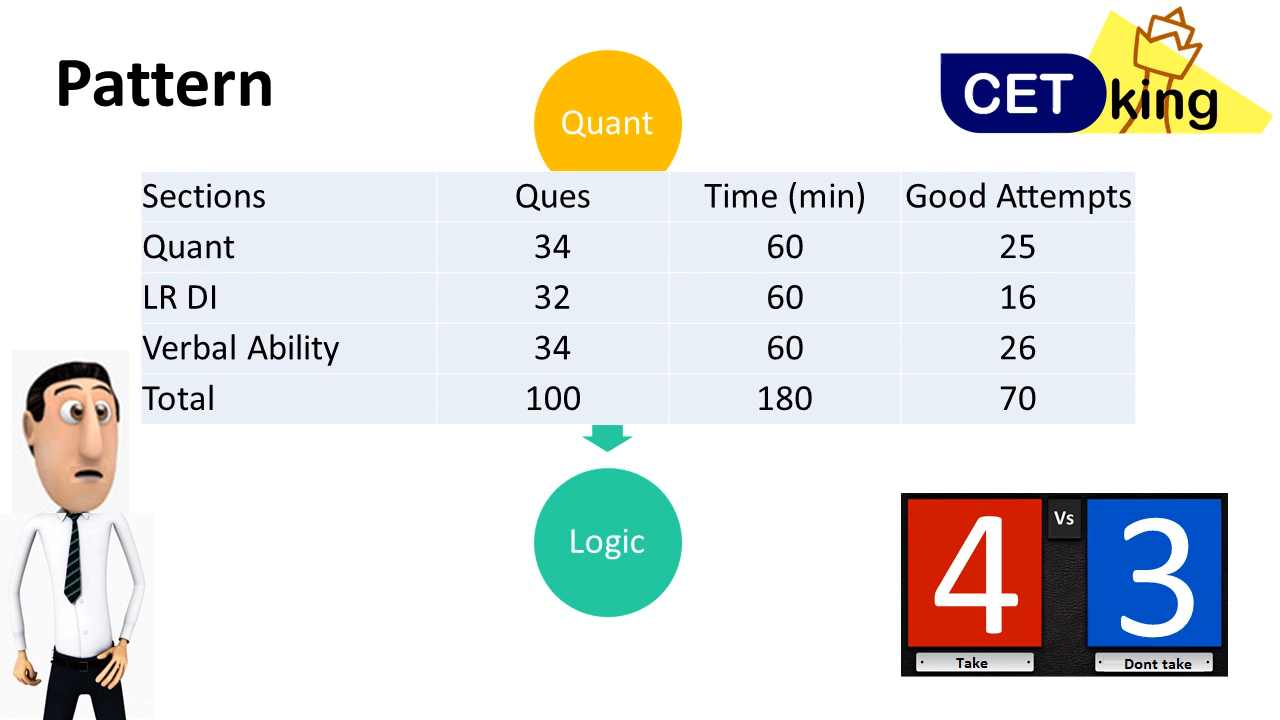 Pattern
Quant
CET king
Sections Ques Time (min) Good Attempts
Quant 34 60 25
LR DI 32 60 16
Verbal Ability 34 60 26
Total 100 180 70
Logic
4 Vs 3
Take Dont take